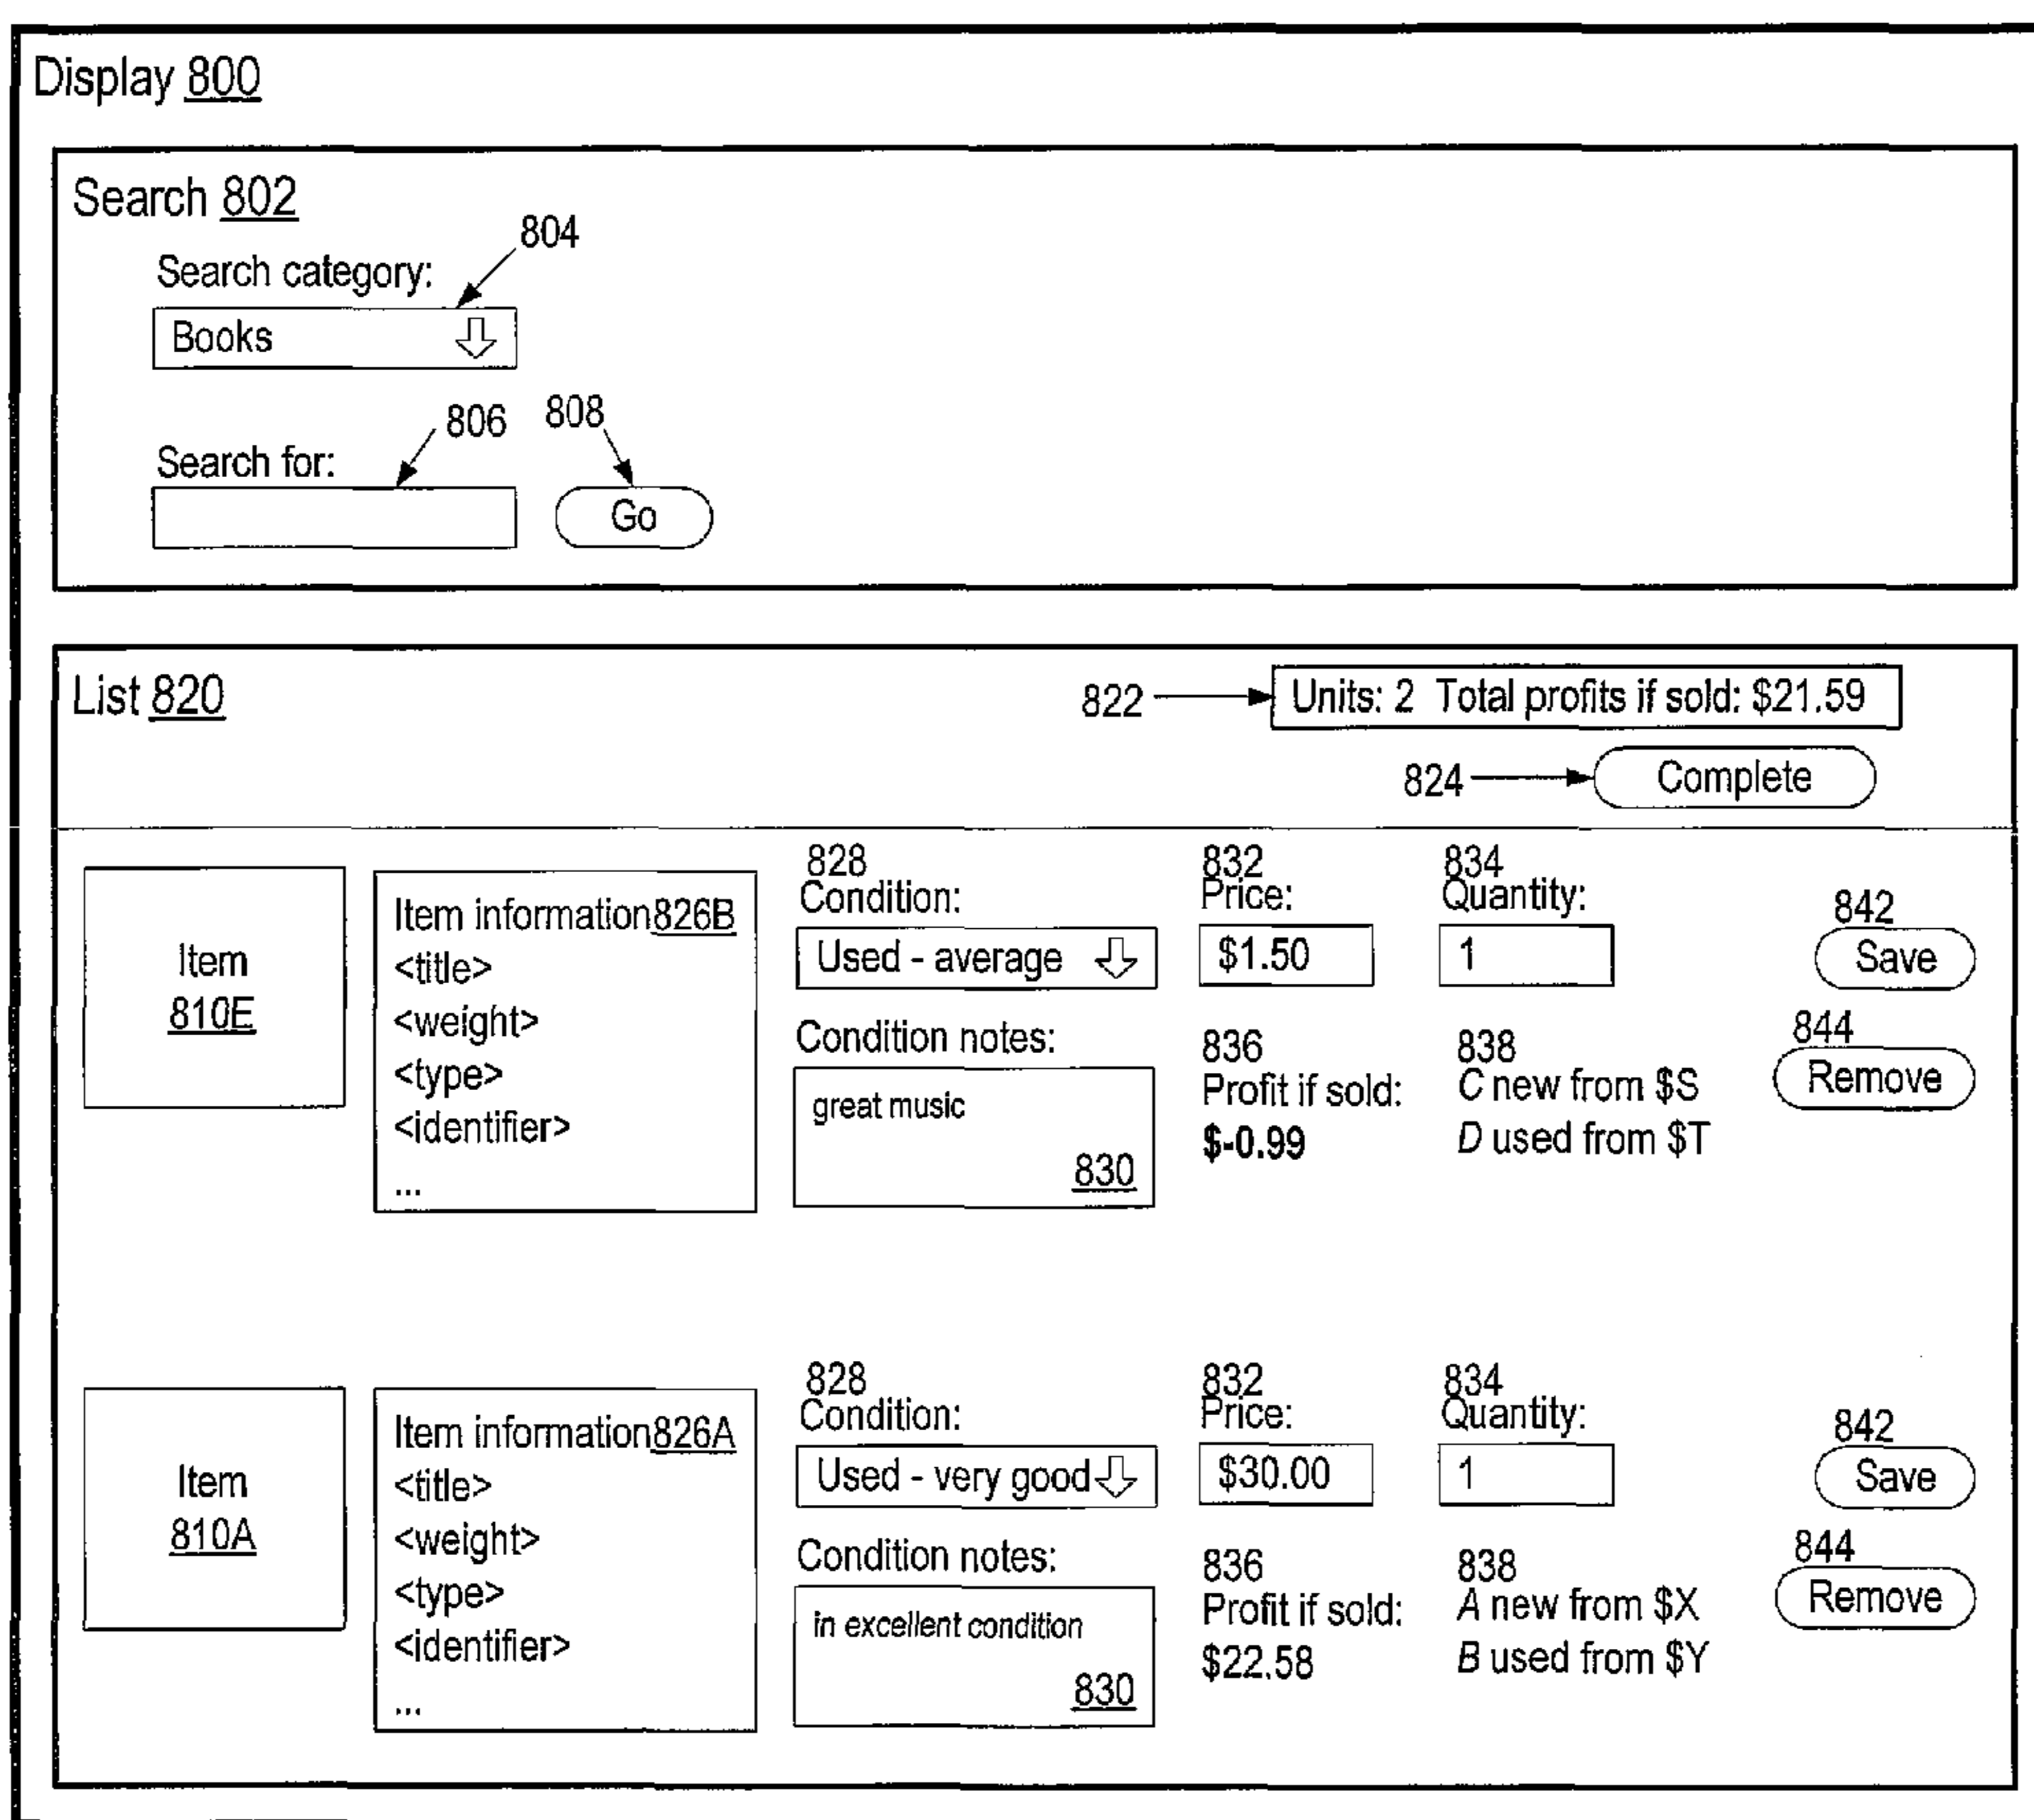 Display 800
Search 802
804
Search category:
Books
806
808
Search for:
Go
List 820
822
Units: 2 Total profits if sold: $21.59
824
Complete
Item
810E
Item information826B
<title>
<weight>
<type>
<identifier>
...
828
Condition:
Used - average
Condition notes:
great music
830
832
Price:
$1.50
834
Quantity:
1
836
Profit if sold:
$-0.99
838
C new from $S
D used from $T
842
Save
844
Remove
Item
810A
Item information826A
<title>
<weight>
<type>
<identifier>
...
828
Condition:
Used - very good
Condition notes:
in excellent condition
830
832
Price:
$30.00
834
Quantity:
1
836
Profit if sold:
$22.58
838
A new from $X
B used from $Y
842
Save
844
Remove